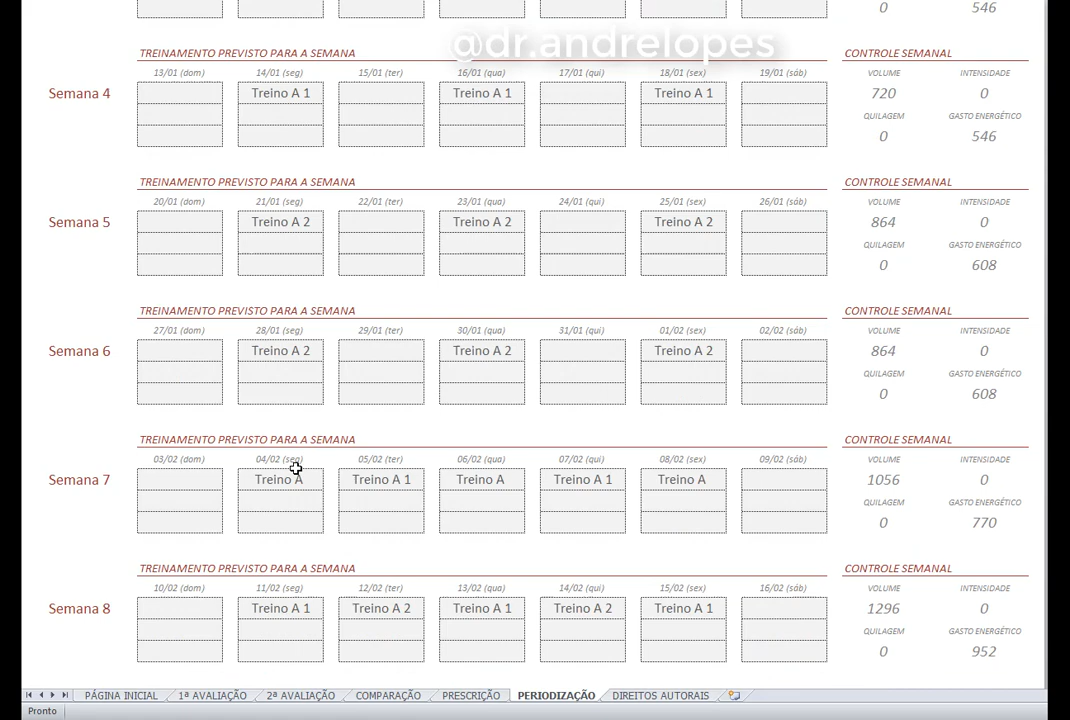 0 546
@dr.andrelopes
TREINAMENTO PREVISTO PARA A SEMANA CONTROLE SEMANAL
13/01 (dom) 14/01 (seg) 15/01 (ter) 16/01 (qua) 17/01 (qui) 18/01 (sex) 19/01 (sáb) VOLUME INTENSIDADE
Semana 4 Treino A 1 Treino A 1 Treino A 1 720 0
QUILAGEM GASTO ENERGÉTICO
0 546
TREINAMENTO PREVISTO PARA A SEMANA CONTROLE SEMANAL
20/01 (dom) 21/01 (seg) 22/01 (ter) 23/01 (qua) 24/01 (qui) 25/01 (sex) 26/01 (sáb) VOLUME INTENSIDADE
Semana 5 Treino A 2 Treino A 2 Treino A 2 864 0
QUILAGEM GASTO ENERGÉTICO
0 608
TREINAMENTO PREVISTO PARA A SEMANA CONTROLE SEMANAL
27/01 (dom) 28/01 (seg) 29/01 (ter) 30/01 (qua) 31/01 (qui) 01/02 (sex) 02/02 (sáb) VOLUME INTENSIDADE
Semana 6 Treino A 2 Treino A 2 Treino A 2 864 0
QUILAGEM GASTO ENERGÉTICO
0 608
TREINAMENTO PREVISTO PARA A SEMANA CONTROLE SEMANAL
03/02 (dom) 04/02 (seg) 05/02 (ter) 06/02 (qua) 07/02 (qui) 08/02 (sex) 09/02 (sáb) VOLUME INTENSIDADE
Semana 7 Treino A Treino A 1 Treino A Treino A 1 Treino A 1056 0
QUILAGEM GASTO ENERGÉTICO
0 770
TREINAMENTO PREVISTO PARA A SEMANA CONTROLE SEMANAL
10/02 (dom) 11/02 (seg) 12/02 (ter) 13/02 (qua) 14/02 (qui) 15/02 (sex) 16/02 (sáb) VOLUME INTENSIDADE
Semana 8 Treino A 1 Treino A 2 Treino A 1 Treino A 2 Treino A 1 1296 0
QUILAGEM GASTO ENERGÉTICO
0 952
PÁGINA INICIAL 1ª AVALIAÇÃO 2ª AVALIAÇÃO COMPARAÇÃO PRESCRIÇÃO PERIODIZAÇÃO DIREITOS AUTORAIS
Pronto